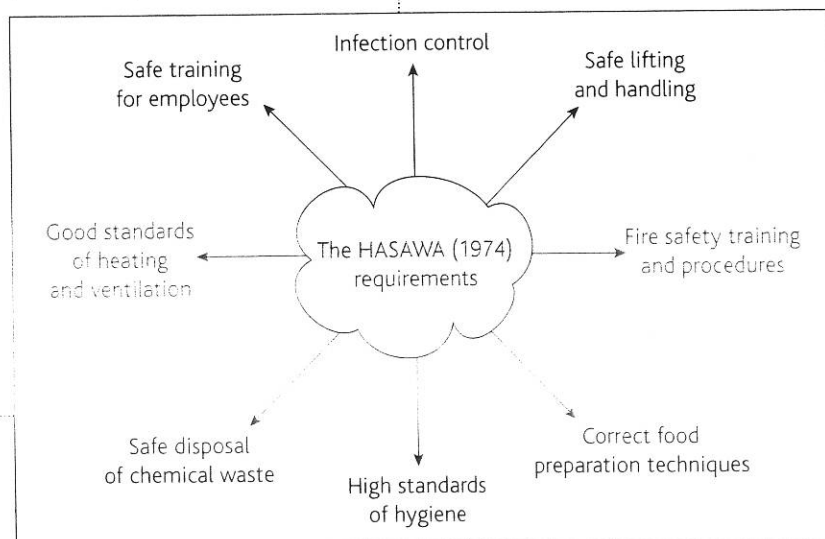 Infection control
Safe training
for employees
Safe lifting
and handling
Good standards
of heating
and ventilation
The HASAWA (1974)
requirements
Fire safety training
and procedures
Safe disposal
of chemical waste
High standards
of hygiene
Correct food
preparation techniques